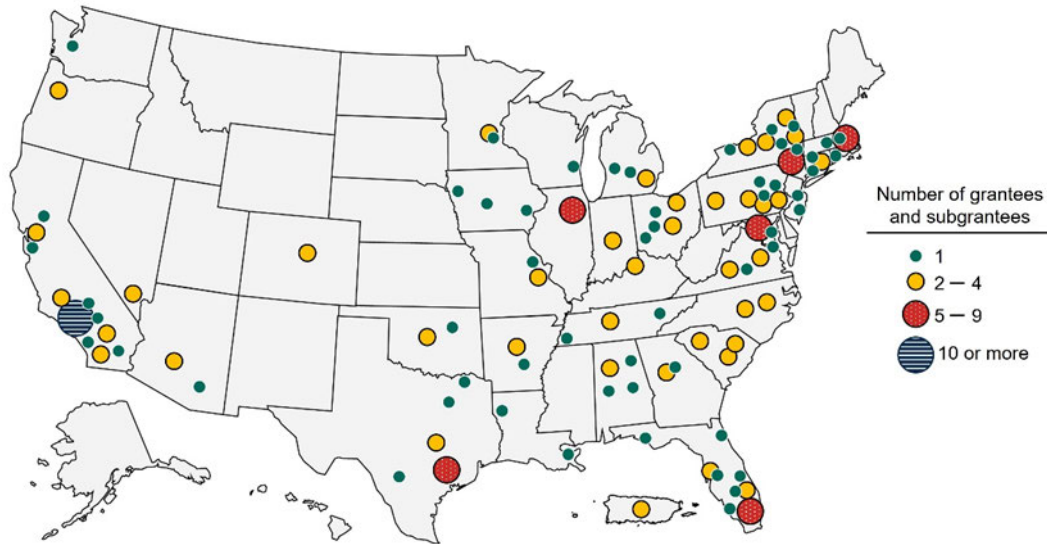 Number of grantees
and subgrantees
1
2 – 4
5 – 9
10 or more